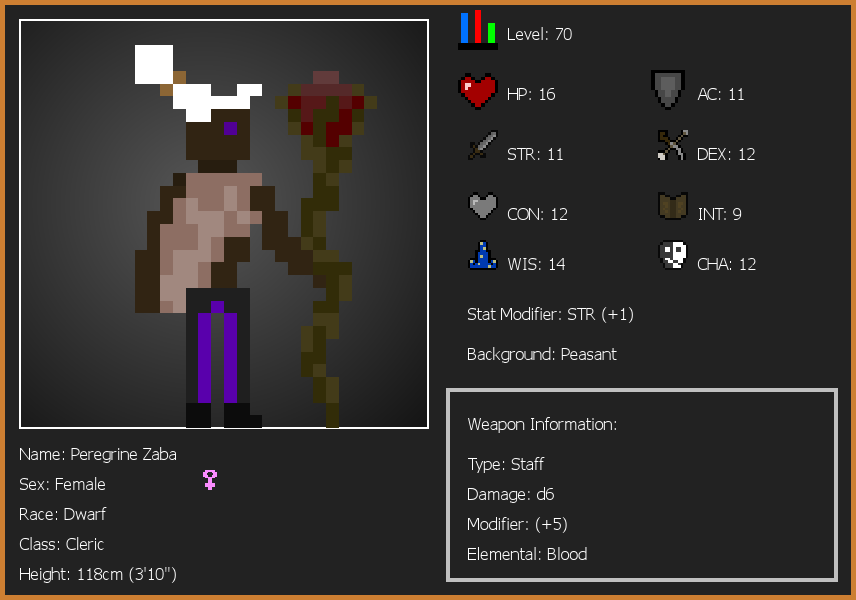 Level: 70
HP: 16
AC: 11
STR: 11
DEX: 12
CON: 12
INT: 9
WIS: 14
CHA: 12
Stat Modifier: STR (+1)
Background: Peasant
Weapon Information:
Type: Staff
Damage: d6
Modifier: (+5)
Elemental: Blood
Name: Peregrine Zaba
Sex: Female
Race: Dwarf
Class: Cleric
Height: 118cm (3'10")